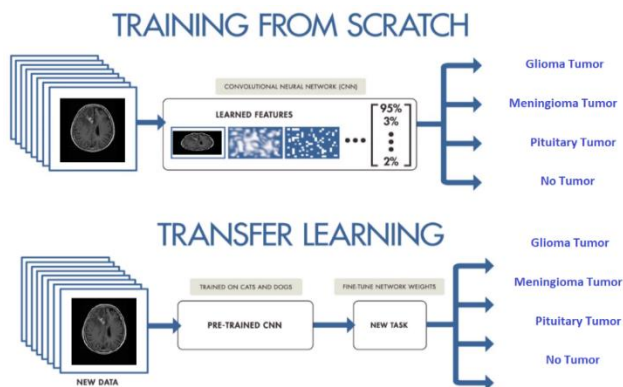 TRAINING FROM SCRATCH
CONVOLUTIONAL NEURAL NETWORK (CNN)
LEARNED FEATURES
95%
3%
2%
Glioma Tumor
Meningioma Tumor
Pituitary Tumor
No Tumor
TRANSFER LEARNING
TRAINED ON CATS AND DOGS
FINE-TUNE NETWORK WEIGHTS
PRE-TRAINED CNN
NEW TASK
NEW DATA
Glioma Tumor
Meningioma Tumor
Pituitary Tumor
No Tumor